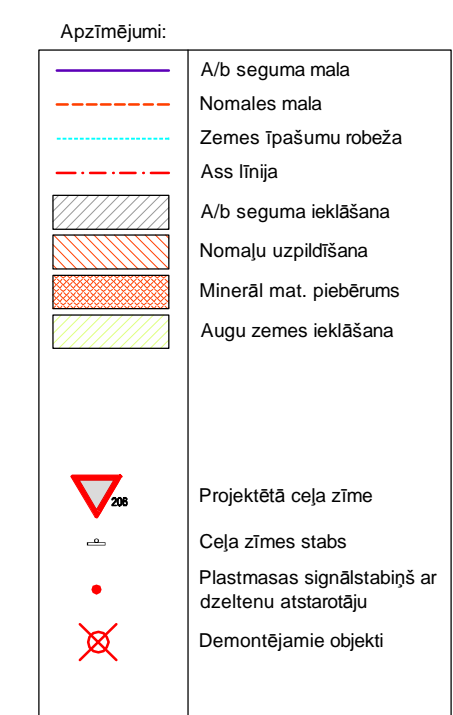 Apzīmējumi:
A/b seguma mala
Nomales mala
Zemes īpašumu robeža
Ass līnija
A/b seguma ieklāšana
Nomaļu uzpildīšana
Minerāl mat. piebērums
Augu zemes ieklāšana
206
Projektētā ceļa zīme
Ceļa zīmes stabs
Plastmasas signālstabiņš ar
dzeltenu atstarotāju
Demontējamie objekti